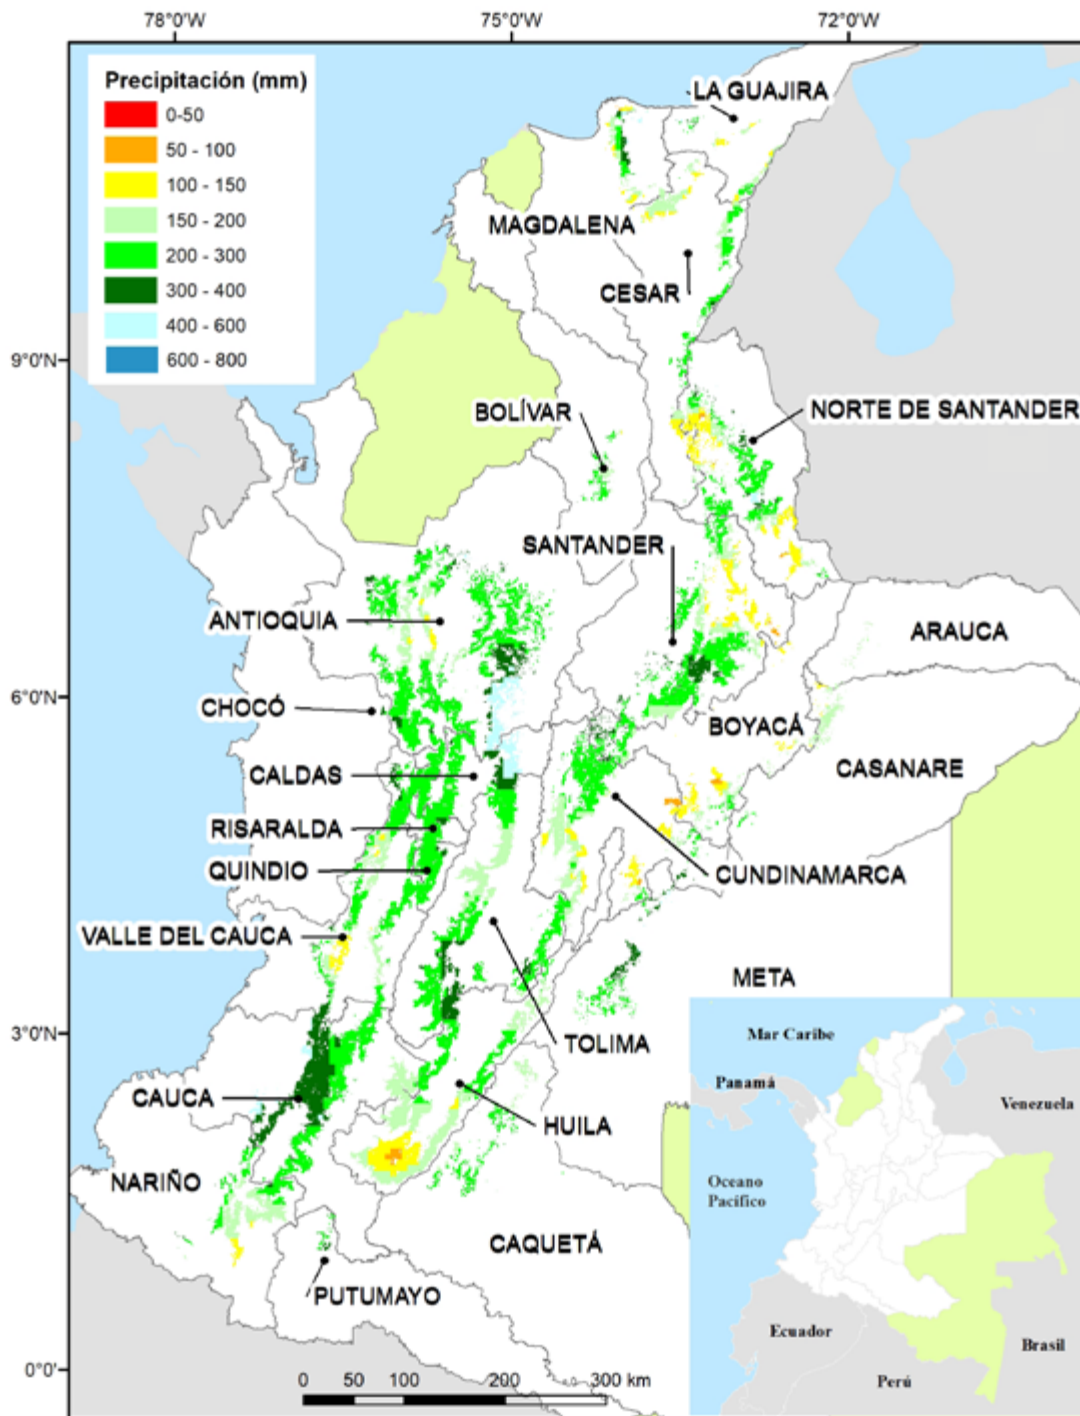 78°0'W
75°0'W
72°0'W
Precipitación (mm)
0-50
50 - 100
100 - 150
150 - 200
200 - 300
300 - 400
400 - 600
600 - 800
LA GUAJIRA
MAGDALENA
CESAR
9°0'N
BOLÍVAR
NORTE DE SANTANDER
SANTANDER
ANTIOQUIA
ARAUCA
6°0'N
CHOCÓ
BOYACÁ
CALDAS
CASANARE
RISARALDA
QUINDIO
CUNDINAMARCA
VALLE DEL CAUCA
META
3°0'N
TOLIMA
CAUCA
HUILA
NARIÑO
CAQUETÁ
PUTUMAYO
0°0'
0 50 100 200 300 km
Mar Caribe
Panamá
Venezuela
Oceano
Pacífico
Ecuador
Brasil
Perú